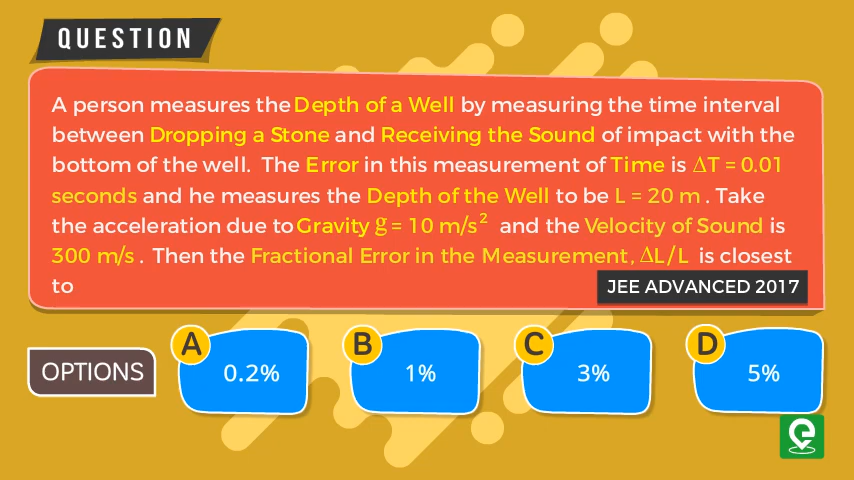 QUESTION
A person measures the Depth of a Well by measuring the time interval
between Dropping a Stone and Receiving the Sound of impact with the
bottom of the well. The Error in this measurement of Time is ΔT = 0.01
seconds and he measures the Depth of the Well to be L = 20 m . Take
the acceleration due to Gravity g = 10 m/s² and the Velocity of Sound is
300 m/s . Then the Fractional Error in the Measurement, ΔL/L is closest
to
JEE ADVANCED 2017
OPTIONS
A
0.2%
B
1%
C
3%
D
5%